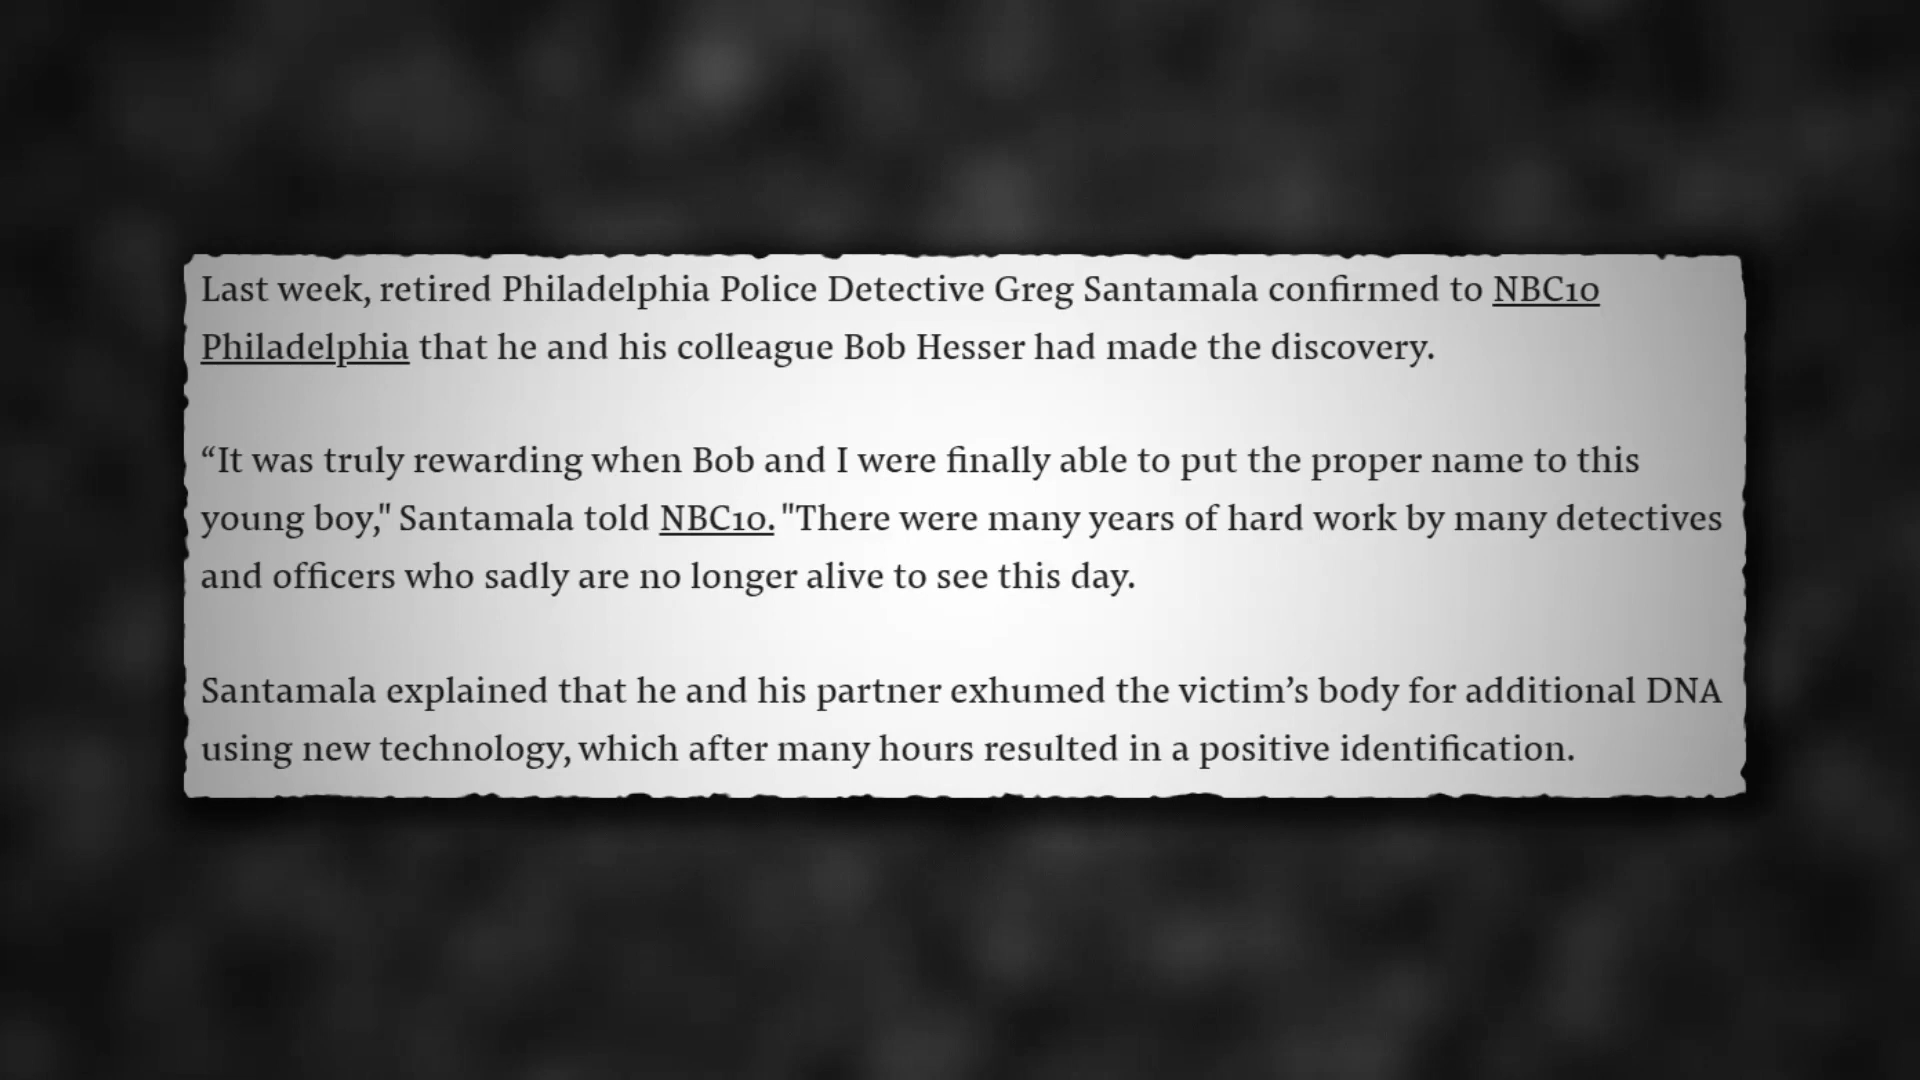 Last week, retired Philadelphia Police Detective Greg Santamala confirmed to NBC10
Philadelphia that he and his colleague Bob Hesser had made the discovery.
“It was truly rewarding when Bob and I were finally able to put the proper name to this
young boy," Santamala told NBC10. "There were many years of hard work by many detectives
and officers who sadly are no longer alive to see this day.
Santamala explained that he and his partner exhumed the victim’s body for additional DNA
using new technology, which after many hours resulted in a positive identification.